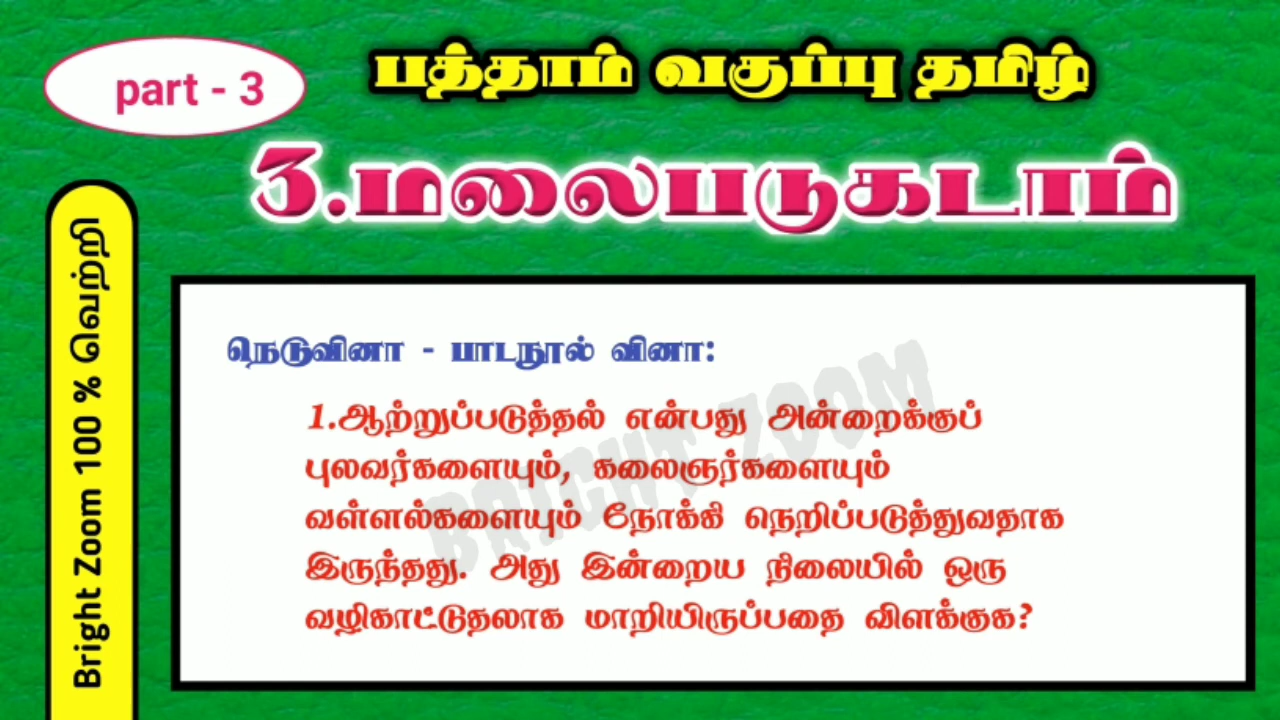 part - 3
பத்தாம் வகுப்பு தமிழ்
3.மலைபடுகடாம்
Bright Zoom 100 % வெற்றி
நெடுவினா - பாடநூல் வினா:
1.ஆற்றுப்படுத்தல் என்பது அன்றைக்குப்
புலவர்களையும், கலைஞர்களையும்
வள்ளல்களையும் நோக்கி நெறிப்படுத்துவதாக
இருந்தது. அது இன்றைய நிலையில் ஒரு
வழிகாட்டுதலாக மாறியிருப்பதை விளக்குக?
BRIGHT ZOOM